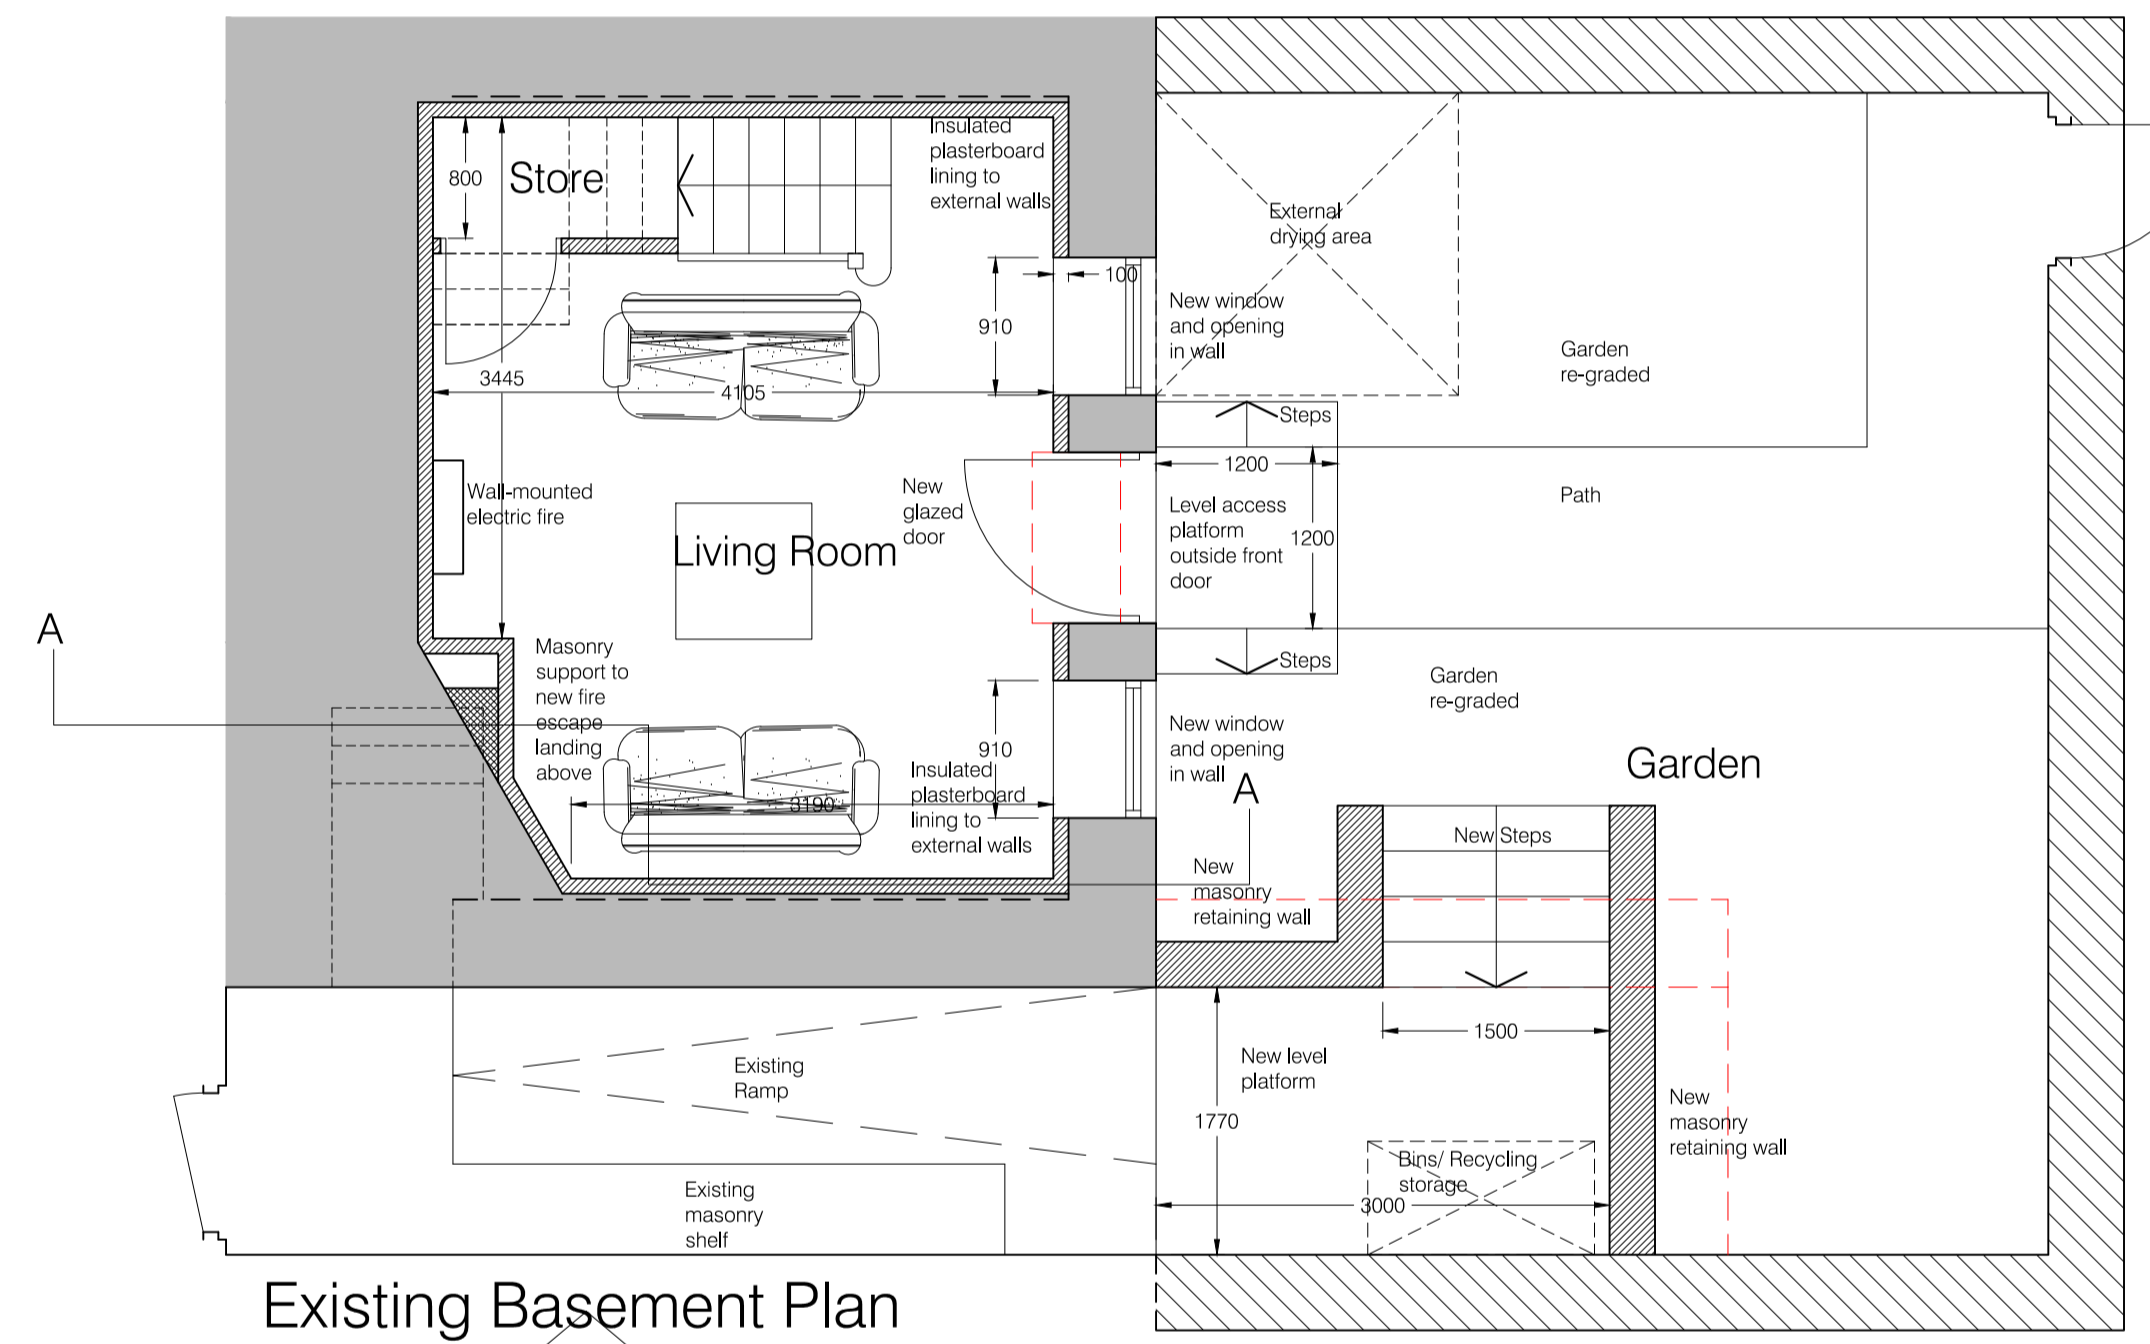 Insulated
plasterboard
lining to
external walls
Store
800
External
drying area
100
New window
and opening
in wall
910
Garden
re-graded
3445
4105
Steps
1200
Wall-mounted
electric fire
New
glazed
door
Level access
platform
outside front
door
1200
Path
Living Room
A
Masonry
support to
new fire
escape
landing
above
Steps
Garden
re-graded
New window
and opening
in wall
910
Garden
Insulated
plasterboard
lining to
external walls
3190
A
New Steps
New
masonry
retaining wall
1500
Existing
Ramp
New level
platform
1770
New
masonry
retaining wall
Bins/ Recycling
storage
3000
Existing
masonry
shelf
Existing Basement Plan